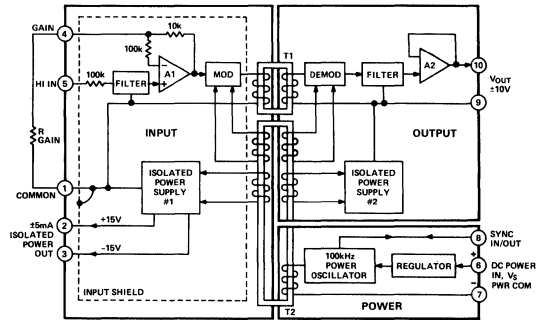 GAIN 4
100k
10k
A1
T1
HI IN 5
100k
FILTER
MOD
DEMOD
FILTER
A2
10
VOUT
±10V
9
R
GAIN
INPUT
OUTPUT
COMMON 1
ISOLATED
POWER
SUPPLY
#1
ISOLATED
POWER
SUPPLY
#2
±5mA
ISOLATED
POWER
OUT
2
+15V
3
-15V
INPUT SHIELD
T2
100kHz
POWER
OSCILLATOR
REGULATOR
POWER
8 SYNC
IN/OUT
+
6 DC POWER
IN, VS
PWR COM
-
7